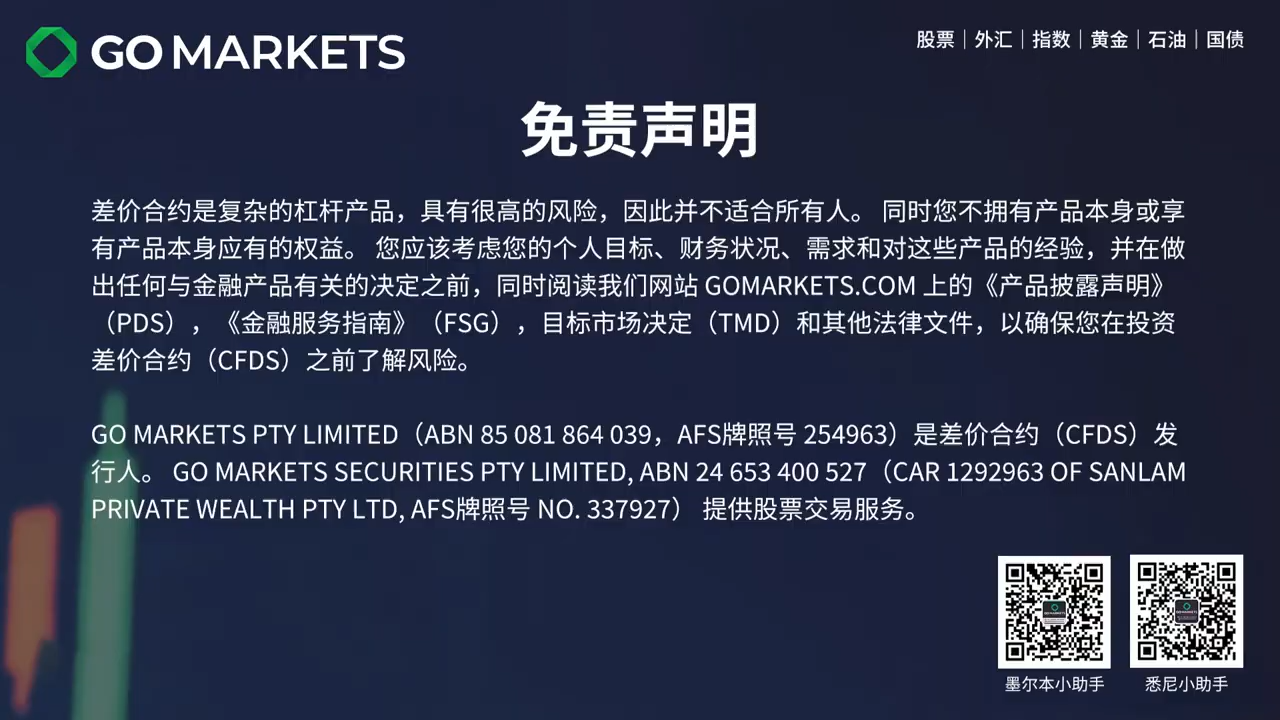 GO MARKETS
股票｜外汇｜指数｜黄金｜石油｜国债
免责声明
差价合约是复杂的杠杆产品，具有很高的风险，因此并不适合所有人。 同时您不拥有产品本身或享
有产品本身应有的权益。 您应该考虑您的个人目标、财务状况、需求和对这些产品的经验，并在做
出任何与金融产品有关的决定之前，同时阅读我们网站 GOMARKETS.COM 上的《产品披露声明》
（PDS），《金融服务指南》（FSG），目标市场决定（TMD）和其他法律文件，以确保您在投资
差价合约（CFDS）之前了解风险。
GO MARKETS PTY LIMITED（ABN 85 081 864 039，AFS牌照号 254963）是差价合约（CFDS）发
行人。 GO MARKETS SECURITIES PTY LIMITED, ABN 24 653 400 527（CAR 1292963 OF SANLAM
PRIVATE WEALTH PTY LTD, AFS牌照号 NO. 337927） 提供股票交易服务。
墨尔本小助手
悉尼小助手